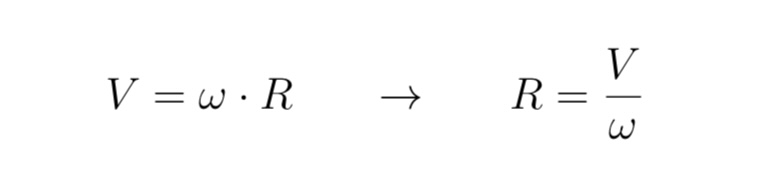 V = ω · R → R = V/ω